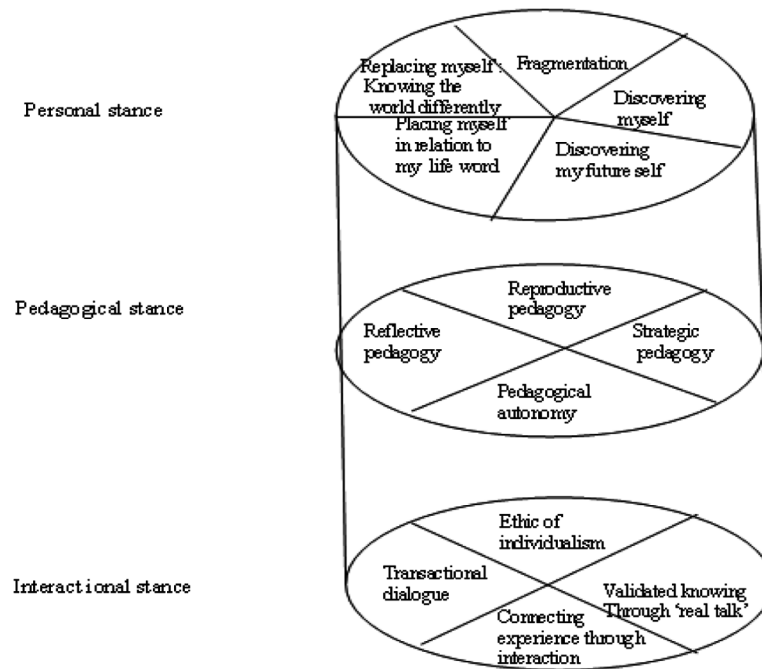 Personal stance
Replacing myself :
Knowing the
world differently
Fragmentation
Discovering
myself
Placing myself
in relation to
my life word
Discovering
my future self
Pedagogical stance
Reproductive
pedagogy
Reflective
pedagogy
Strategic
pedagogy
Pedagogical
autonomy
Interactional stance
Ethic of
individualism
Transactional
dialogue
Validated knowing
Through ‘real talk’
Connecting
experience through
interaction